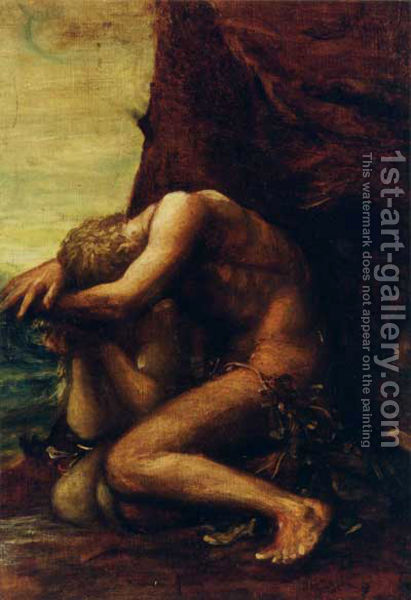 1st-art-gallery.com
This watermark does not appear on the painting